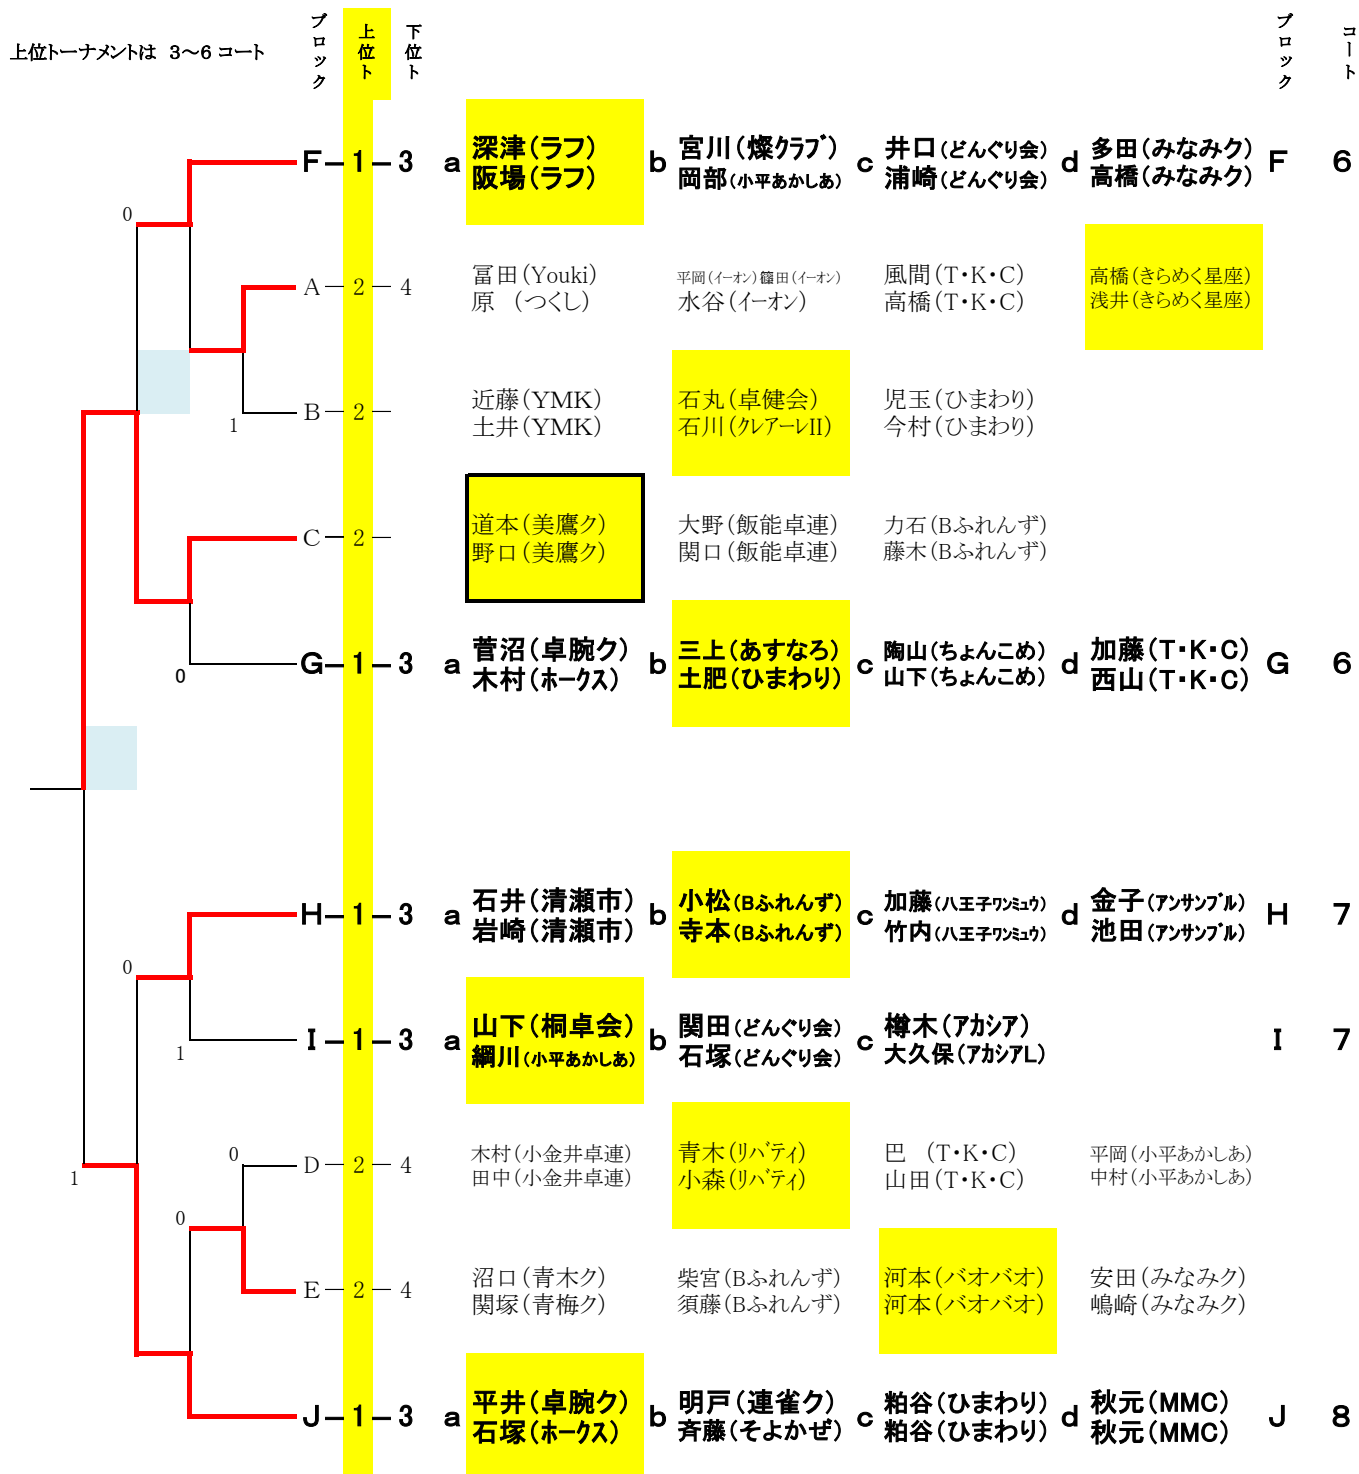 ブロック 上位ト 下位ト ブロック コート
上位トーナメントは 3～6 コート
F 1 3 a 深津(ラフ) b 宮川(燦クラブ) c 井口(どんぐり会) d 多田(みなみク) F 6
阪場(ラフ) 岡部(小平あかしあ) 浦崎(どんぐり会) 高橋(みなみク)
0
A 2 4 冨田(Youki) 平岡(イーオン)篠田(イーオン) 風間(T・K・C) 高橋(きらめく星座)
原 (つくし) 水谷(イーオン) 高橋(T・K・C) 浅井(きらめく星座)
B 2 近藤(YMK) 石丸(卓健会) 児玉(ひまわり)
1 土井(YMK) 石川(クレアーレII) 今村(ひまわり)
C 2 道本(美鷹ク) 大野(飯能卓連) 力石(Bふれんず)
野口(美鷹ク) 関口(飯能卓連) 藤木(Bふれんず)
G 1 3 a 菅沼(卓腕ク) b 三上(あすなろ) c 陶山(ちょんこめ) d 加藤(T・K・C) G 6
0 木村(ホークス) 土肥(ひまわり) 山下(ちょんこめ) 西山(T・K・C)
H 1 3 a 石井(清瀬市) b 小松(Bふれんず) c 加藤(八王子ワンミュウ) d 金子(アンサンブル) H 7
岩崎(清瀬市) 寺本(Bふれんず) 竹内(八王子ワンミュウ) 池田(アンサンブル)
0
I 1 3 a 山下(桐卓会) b 関田(どんぐり会) c 樽木(アカシア) I 7
1 綱川(小平あかしあ) 石塚(どんぐり会) 大久保(アカシアL)
0 D 2 4 木村(小金井卓連) 青木(リバティ) 巴 (T・K・C) 平岡(小平あかしあ)
1 田中(小金井卓連) 小森(リバティ) 山田(T・K・C) 中村(小平あかしあ)
0
E 2 4 沼口(青木ク) 柴宮(Bふれんず) 河本(バオバオ) 安田(みなみク)
関塚(青梅ク) 須藤(Bふれんず) 河本(バオバオ) 嶋崎(みなみク)
J 1 3 a 平井(卓腕ク) b 明戸(連雀ク) c 粕谷(ひまわり) d 秋元(MMC) J 8
石塚(ホークス) 斉藤(そよかぜ) 粕谷(ひまわり) 秋元(MMC)